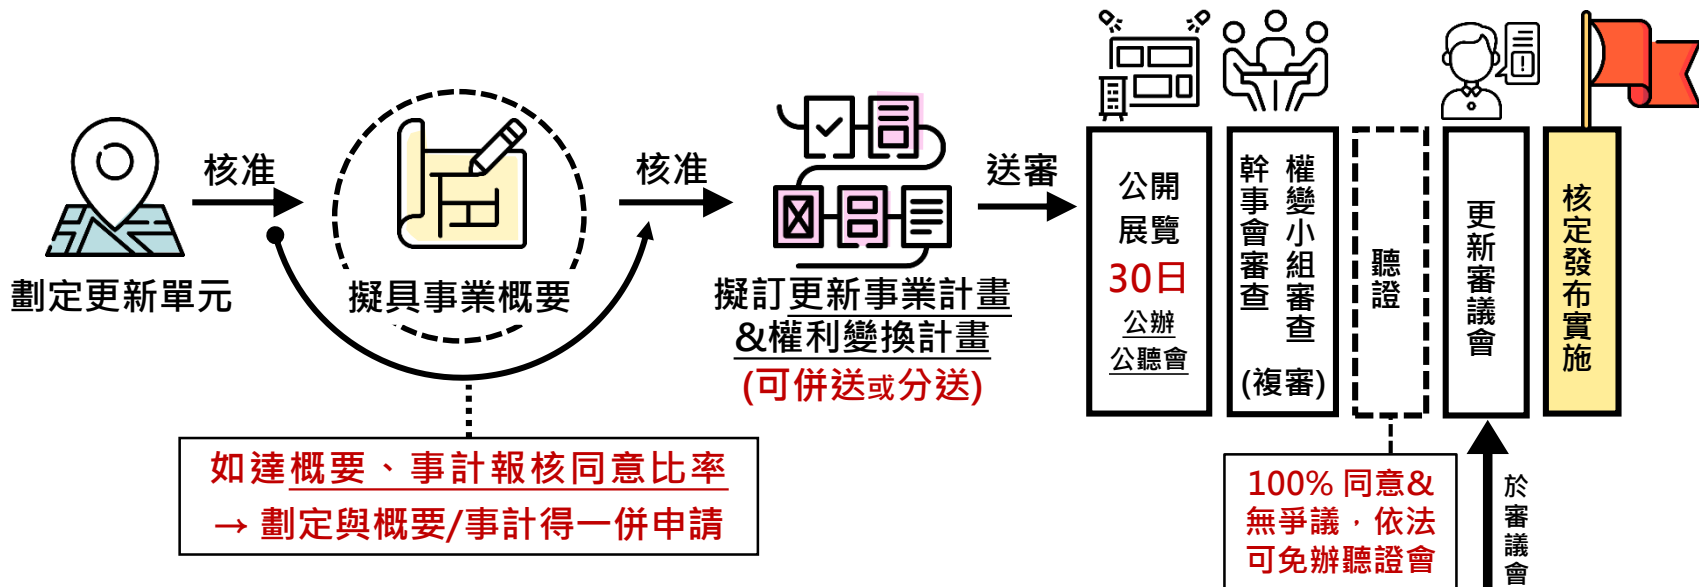 劃定更新單元
核准
擬具事業概要
核准
擬訂更新事業計畫
&權利變換計畫
(可併送或分送)
送審
公開
展覽
30日
公辦
公聽會
權變小組審查
幹事會審查
(複審)
聽證
更新審議會
核定發布實施
如達概要、事計報核同意比率
→ 劃定與概要/事計得一併申請
100% 同意&
無爭議，依法
可免辦聽證會
於審議會